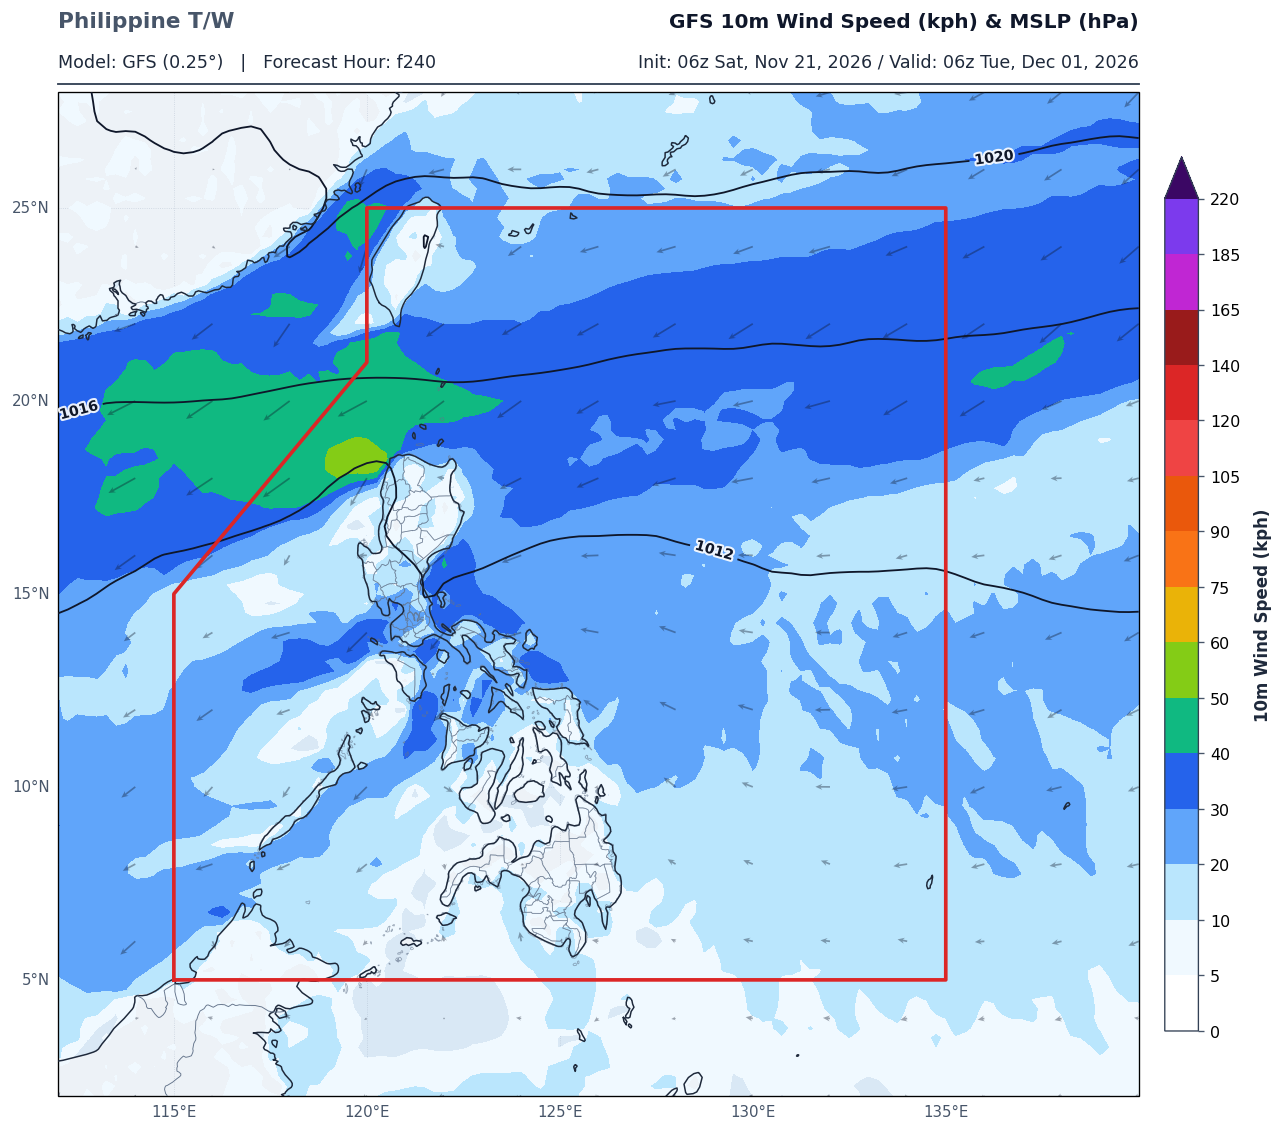 Philippine T/W
GFS 10m Wind Speed (kph) & MSLP (hPa)
Model: GFS (0.25°)   |   Forecast Hour: f240
Init: 06z Sat, Nov 21, 2026 / Valid: 06z Tue, Dec 01, 2026
1020
1016
1012
25°N
20°N
15°N
10°N
5°N
115°E
120°E
125°E
130°E
135°E
220
185
165
140
120
105
90
75
60
50
40
30
20
10
5
0
10m Wind Speed (kph)